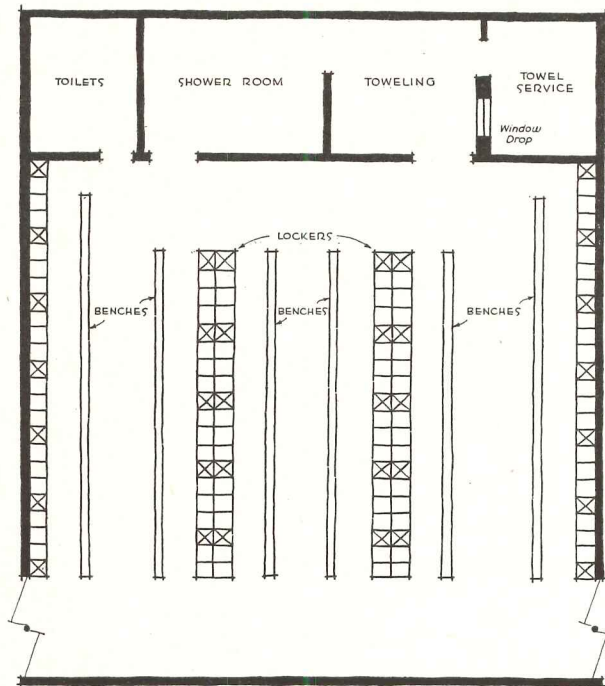 TOILETS
SHOWER ROOM
TOWELING
TOWEL
SERVICE
Window
Drop
LOCKERS
BENCHES
BENCHES
BENCHES